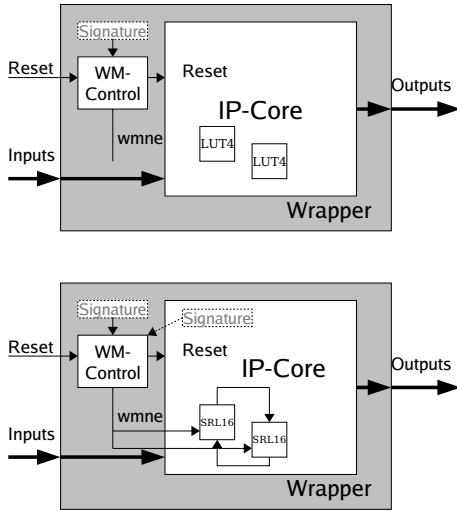 Signature
Reset
WM-
Control
Reset
Outputs
IP-Core
wmne
LUT4
LUT4
Inputs
Wrapper
Signature
Signature
Reset
WM-
Control
Reset
Outputs
IP-Core
wmne
SRL16
SRL16
Inputs
Wrapper